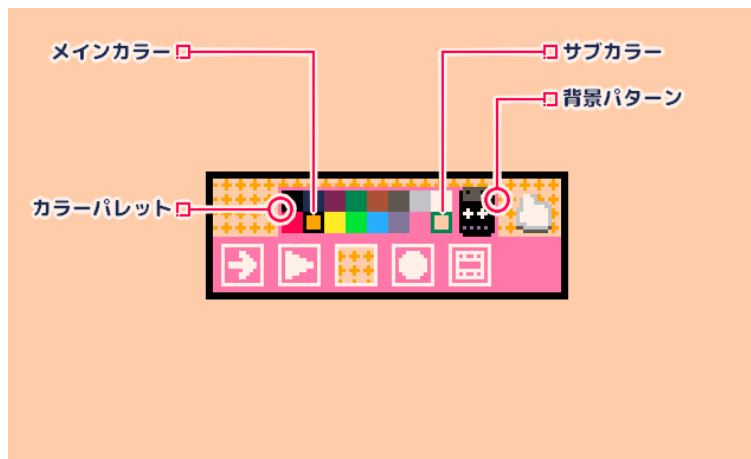 メインカラー
サブカラー
背景パターン
カラーパレット